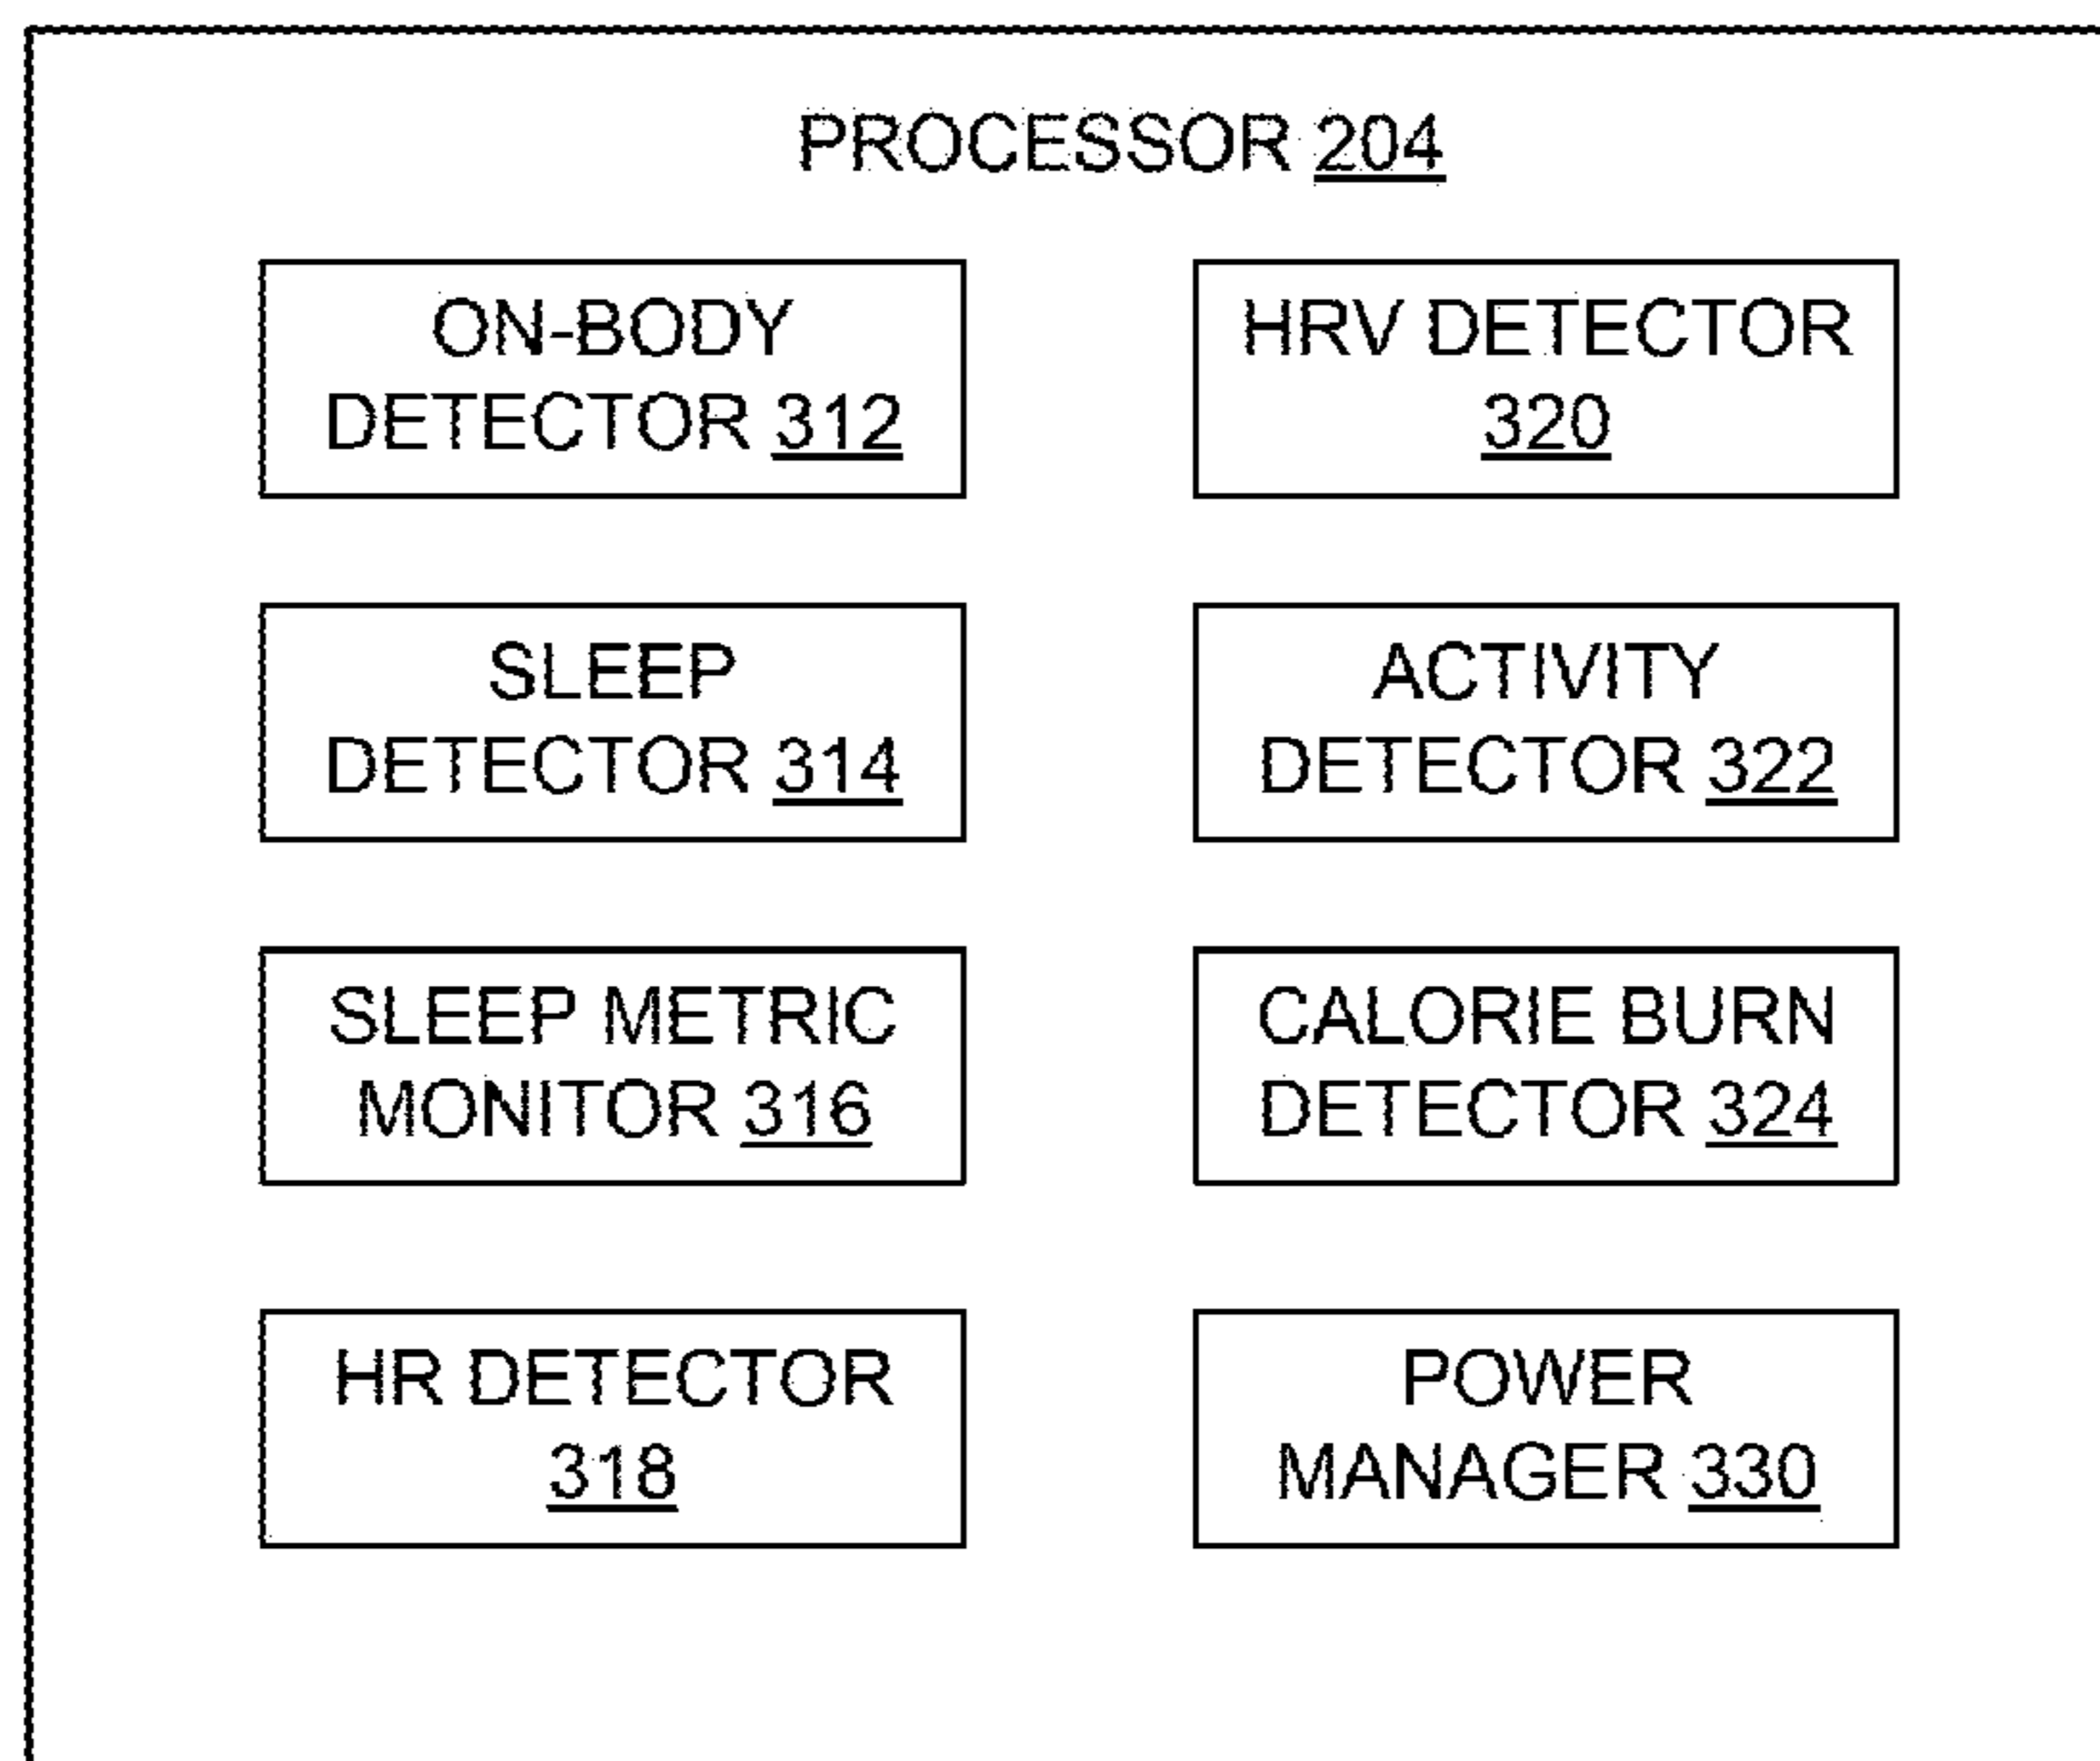 PROCESSOR 204
ON-BODY
DETECTOR 312
HRV DETECTOR
320
SLEEP
DETECTOR 314
ACTIVITY
DETECTOR 322
SLEEP METRIC
MONITOR 316
CALORIE BURN
DETECTOR 324
HR DETECTOR
318
POWER
MANAGER 330